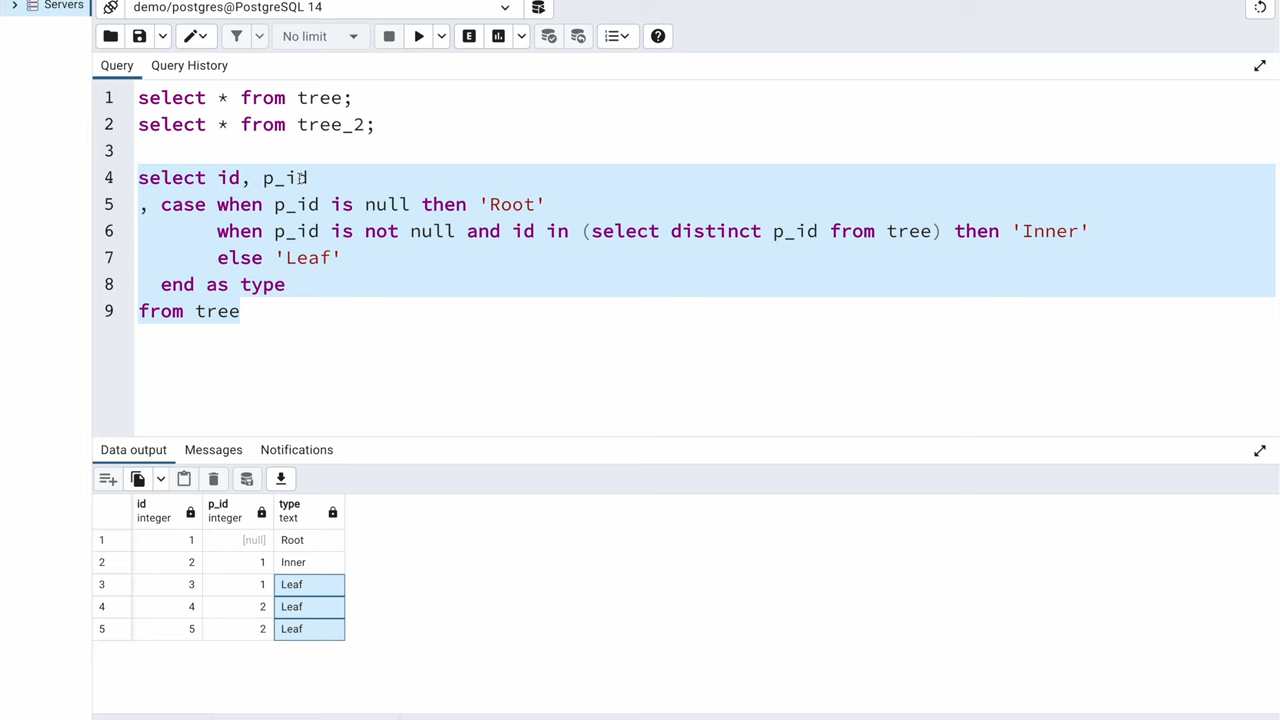 Servers
demo/postgres@PostgreSQL 14
No limit
E
Query Query History
1 select * from tree;
2 select * from tree_2;
3
4 select id, p_id
5 , case when p_id is null then 'Root'
6 when p_id is not null and id in (select distinct p_id from tree) then 'Inner'
7 else 'Leaf'
8 end as type
9 from tree
Data output Messages Notifications
id p_id type
integer integer text
1 1 [null] Root
2 2 1 Inner
3 3 1 Leaf
4 4 2 Leaf
5 5 2 Leaf